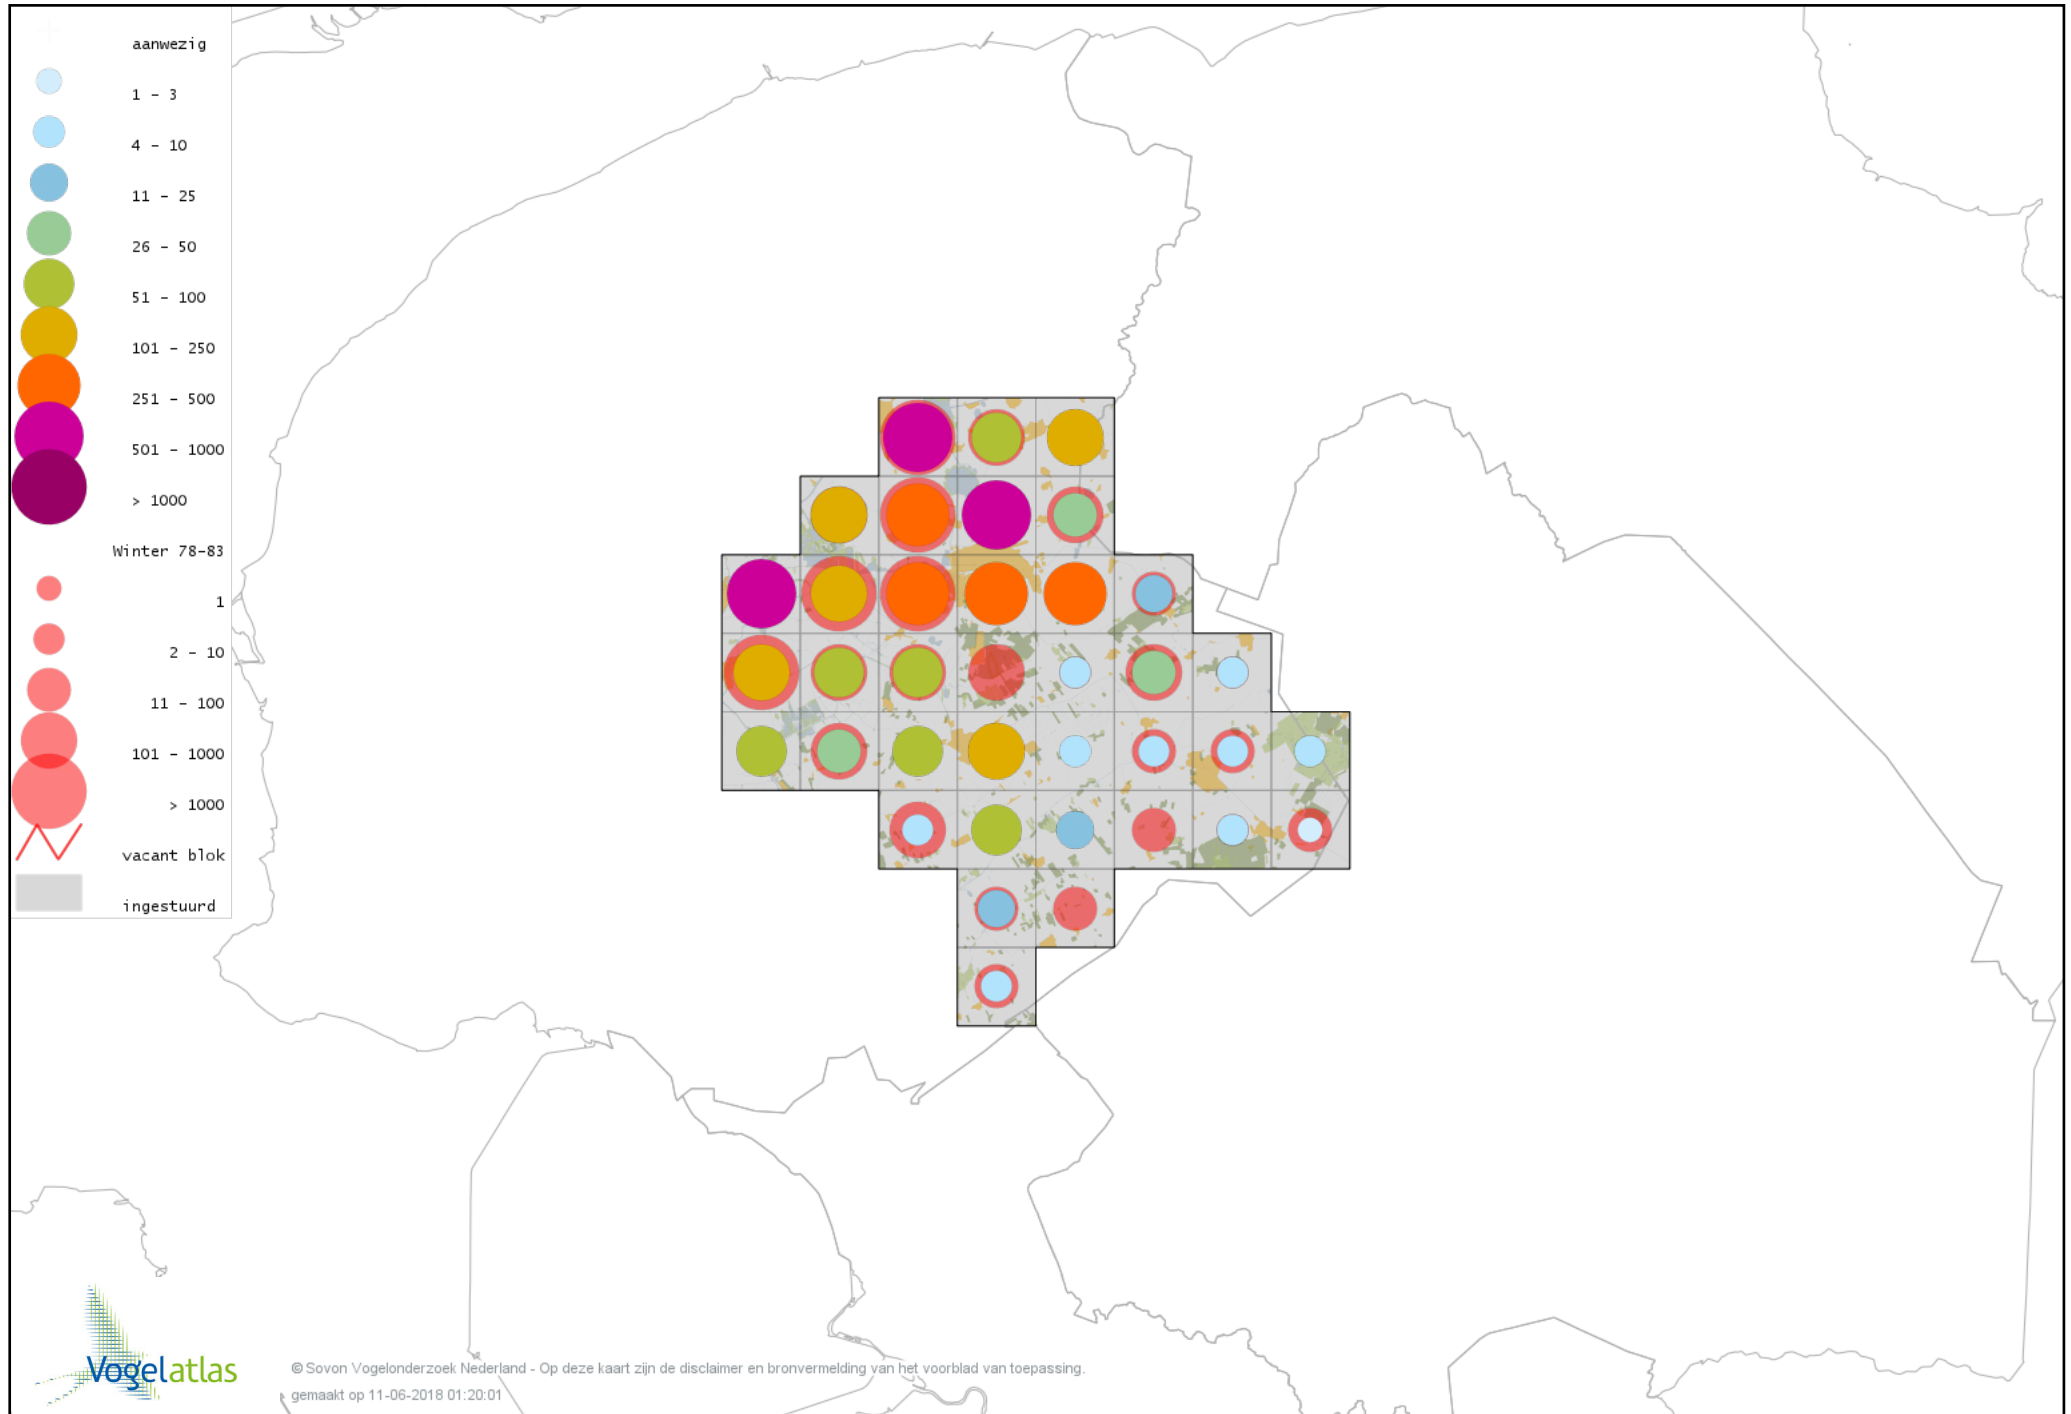 aanwezig
1 - 3
4 - 10
11 - 25
26 - 50
51 - 100
101 - 250
251 - 500
501 - 1000
> 1000
Winter 78-83
1
2 - 10
11 - 100
101 - 1000
> 1000
vacant blok
ingestuurd
Vogelatlas
© Sovon Vogelonderzoek Nederland - Op deze kaart zijn de disclaimer en bronvermelding van het voorblad van toepassing.
gemaakt op 11-06-2018 01:20:01